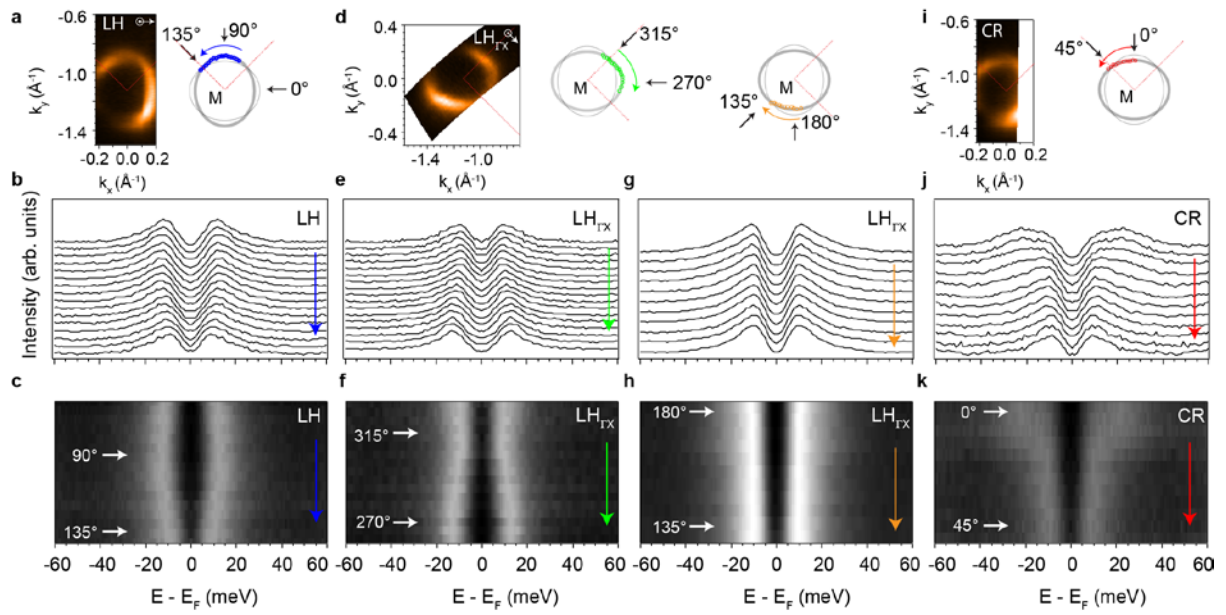 a
LH
135°
90°
0°
M
-0.6
-1.0
-1.4
k_y (Å⁻¹)
-0.2 0.0 0.2
k_x (Å⁻¹)
d
LH_ΓX
0.4
0.0
-0.4
k_y (Å⁻¹)
-1.4 -1.0
k_x (Å⁻¹)
315°
270°
M
135°
180°
M
i
CR
-0.6
-1.0
-1.4
k_y (Å⁻¹)
-0.2 0.0 0.2
k_x (Å⁻¹)
45°
0°
M
b
LH
Intensity (arb. units)
e
LH_ΓX
g
LH_ΓX
j
CR
c
LH
90°
135°
-60 -40 -20 0 20 40 60
E - E_F (meV)
f
LH_ΓX
315°
270°
-40 -20 0 20 40 60
E - E_F (meV)
h
LH_ΓX
180°
135°
-60 -40 -20 0 20 40 60
E - E_F (meV)
k
CR
0°
45°
-60 -40 -20 0 20 40 60
E - E_F (meV)